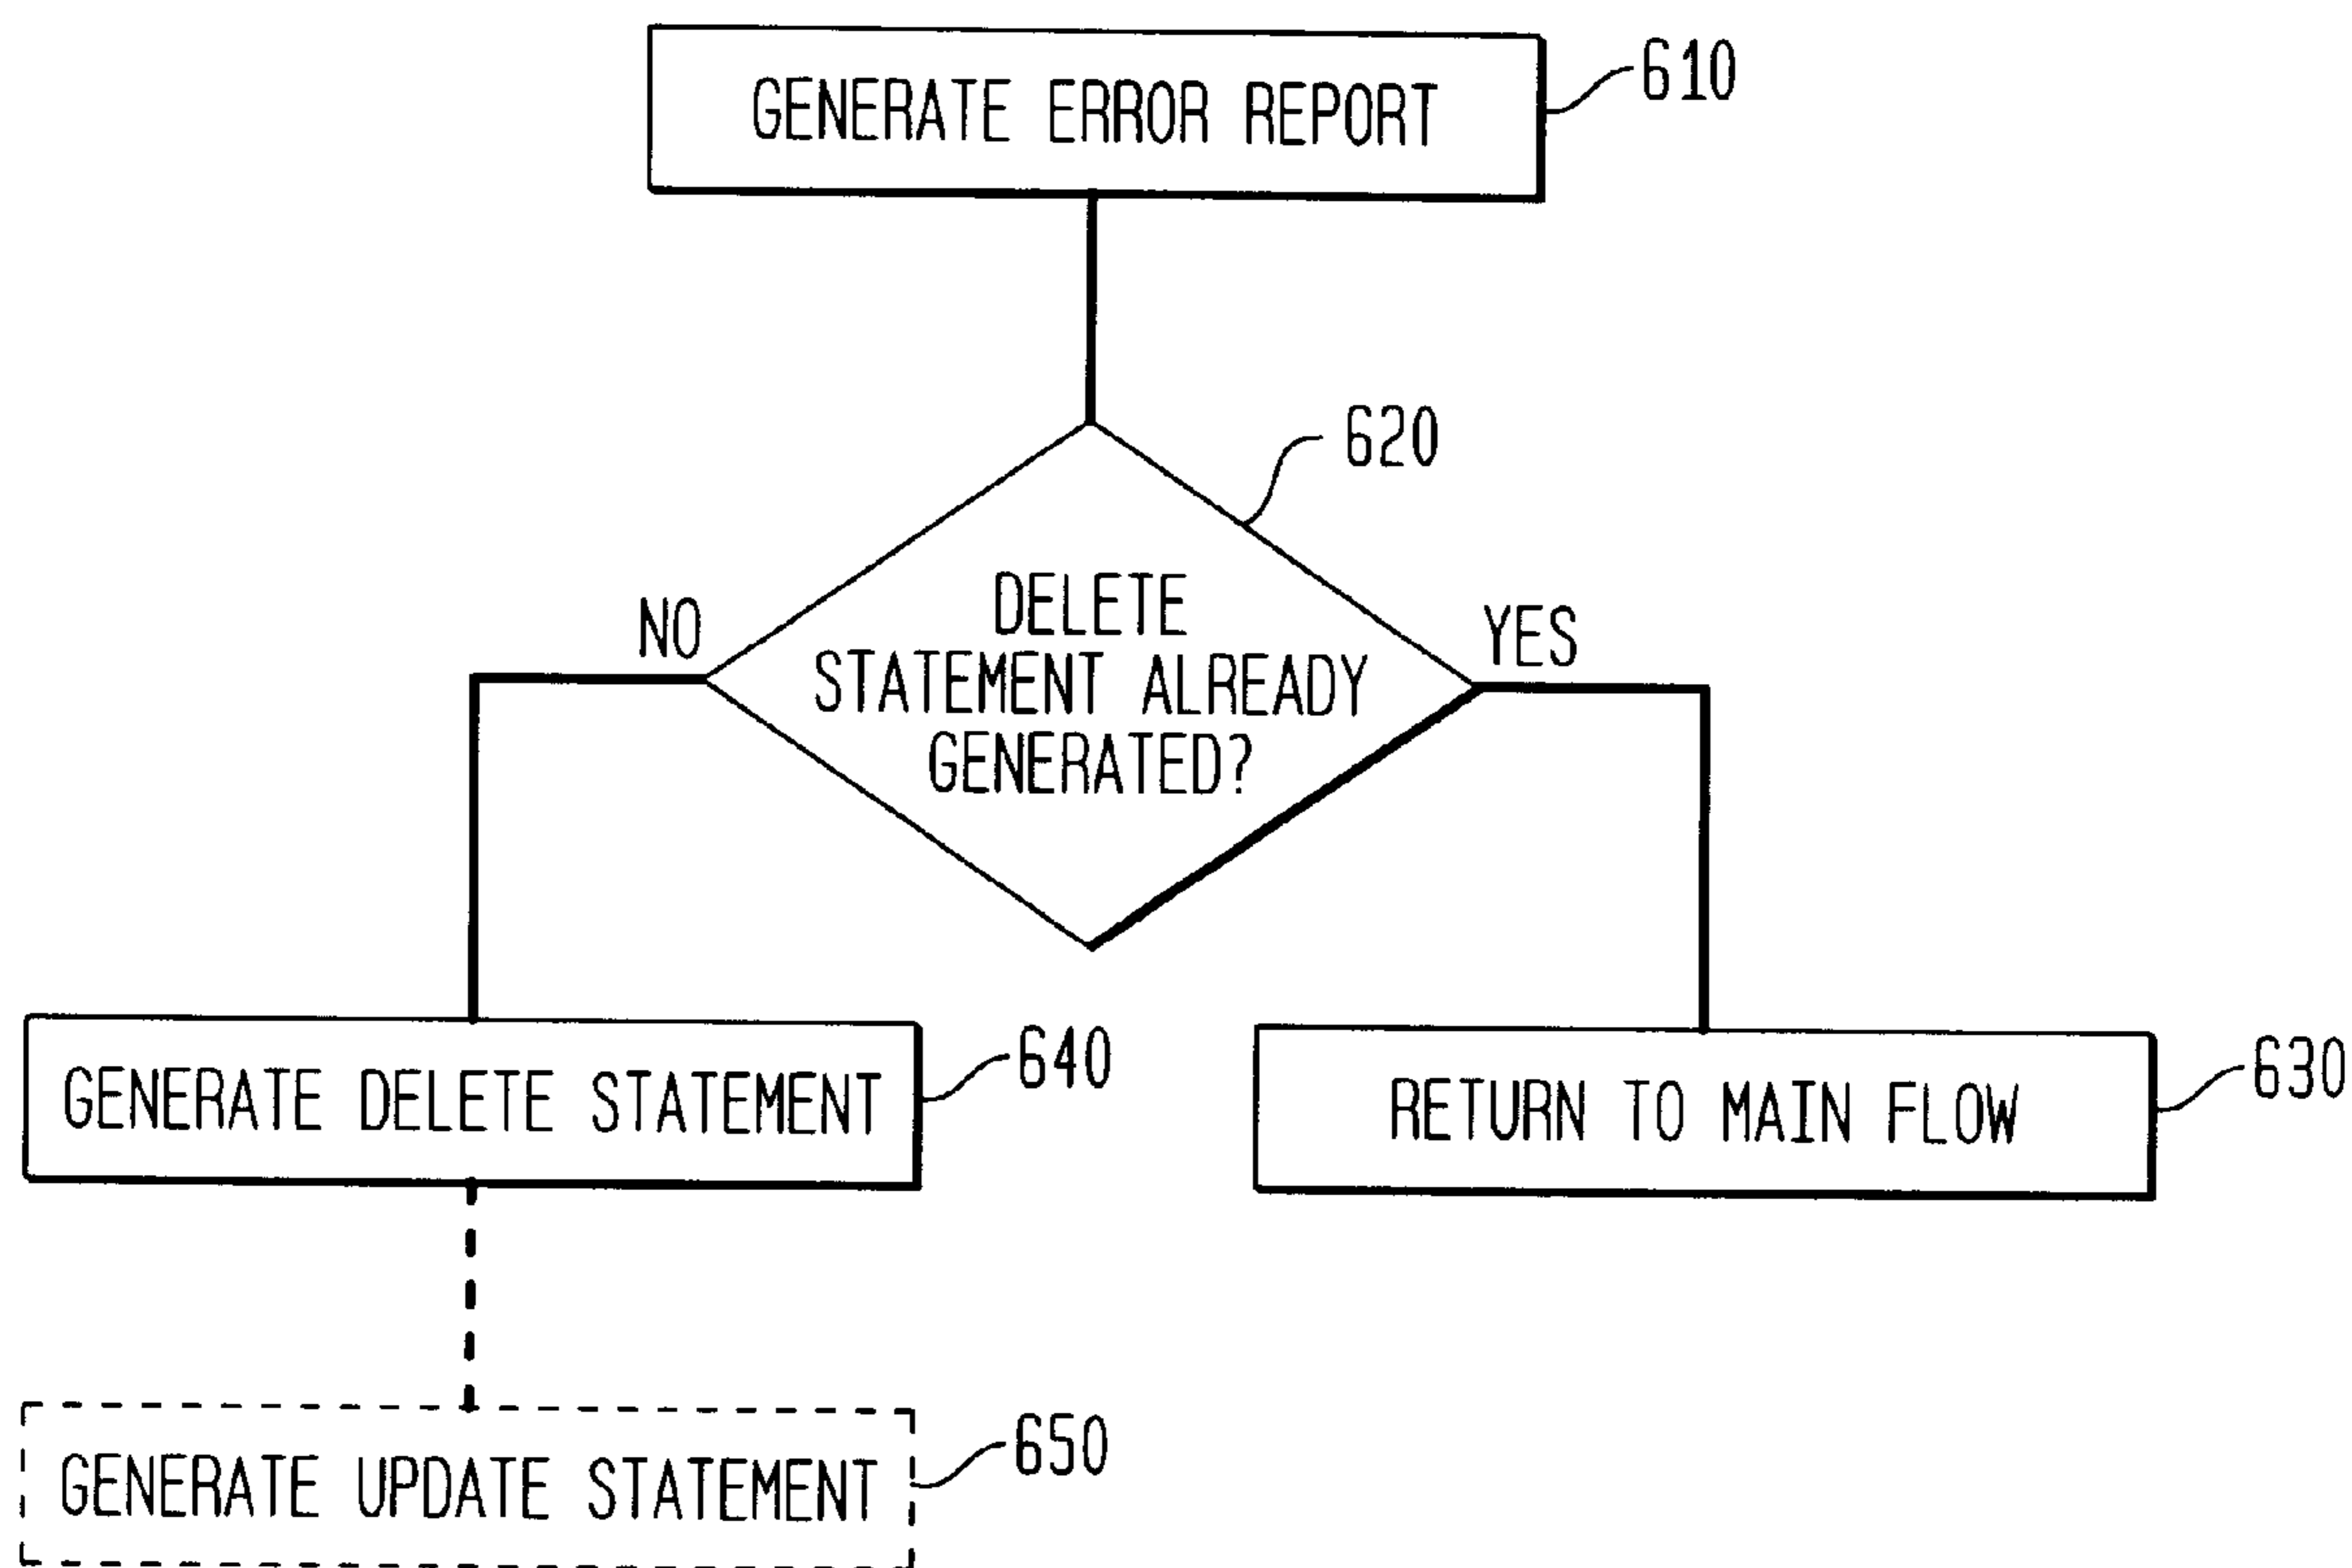 GENERATE ERROR REPORT
610
620
DELETE
STATEMENT ALREADY
GENERATED?
NO
YES
GENERATE DELETE STATEMENT
640
RETURN TO MAIN FLOW
630
GENERATE UPDATE STATEMENT
650